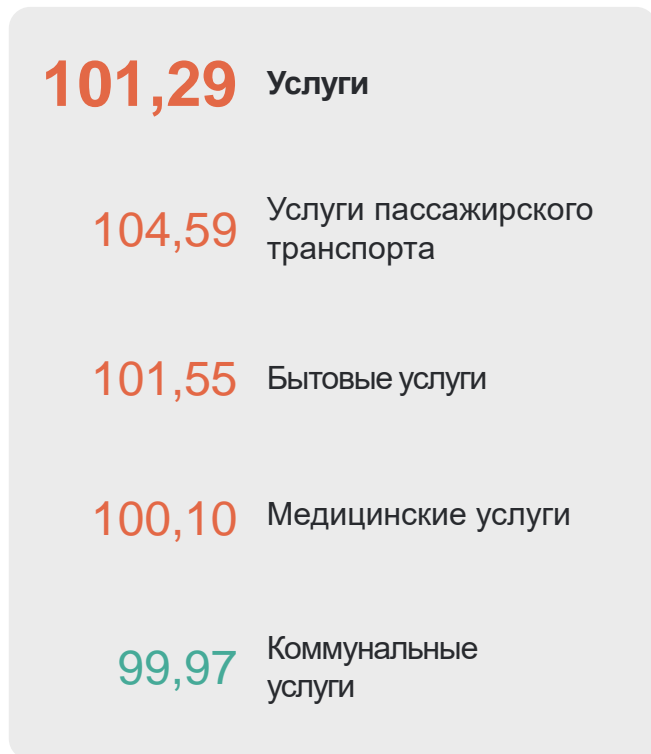 101,29 Услуги
104,59 Услуги пассажирского
транспорта
101,55 Бытовые услуги
100,10 Медицинские услуги
99,97 Коммунальные
услуги